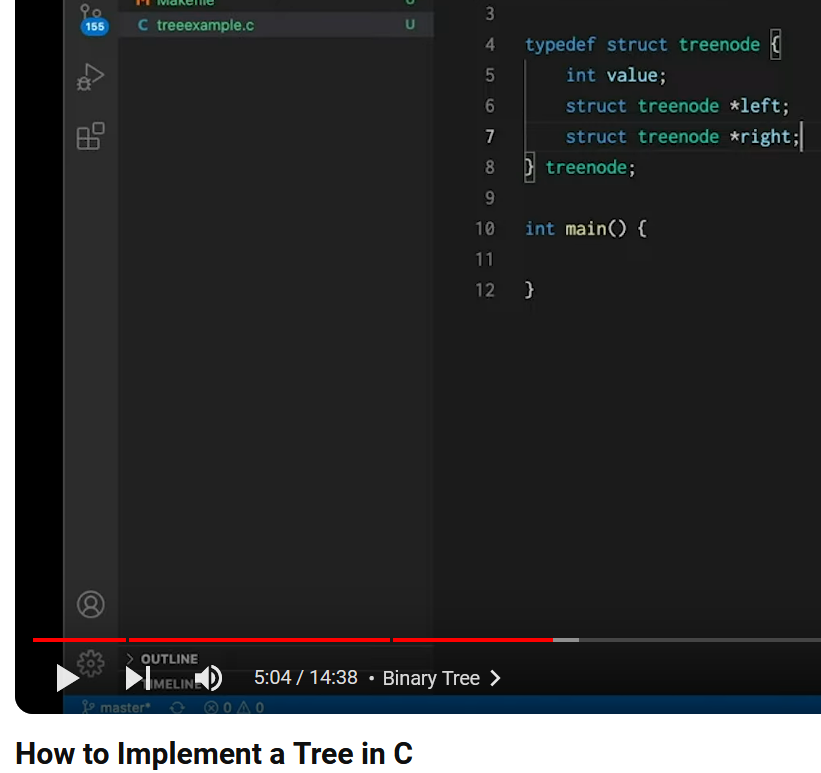 Makefile U
155
C treeexample.c U
3
4 typedef struct treenode {
5 int value;
6 struct treenode *left;
7 struct treenode *right;
8 } treenode;
9
10 int main() {
11
12 }
OUTLINE
TIMELINE
5:04 / 14:38 • Binary Tree
master* 0 0
How to Implement a Tree in C